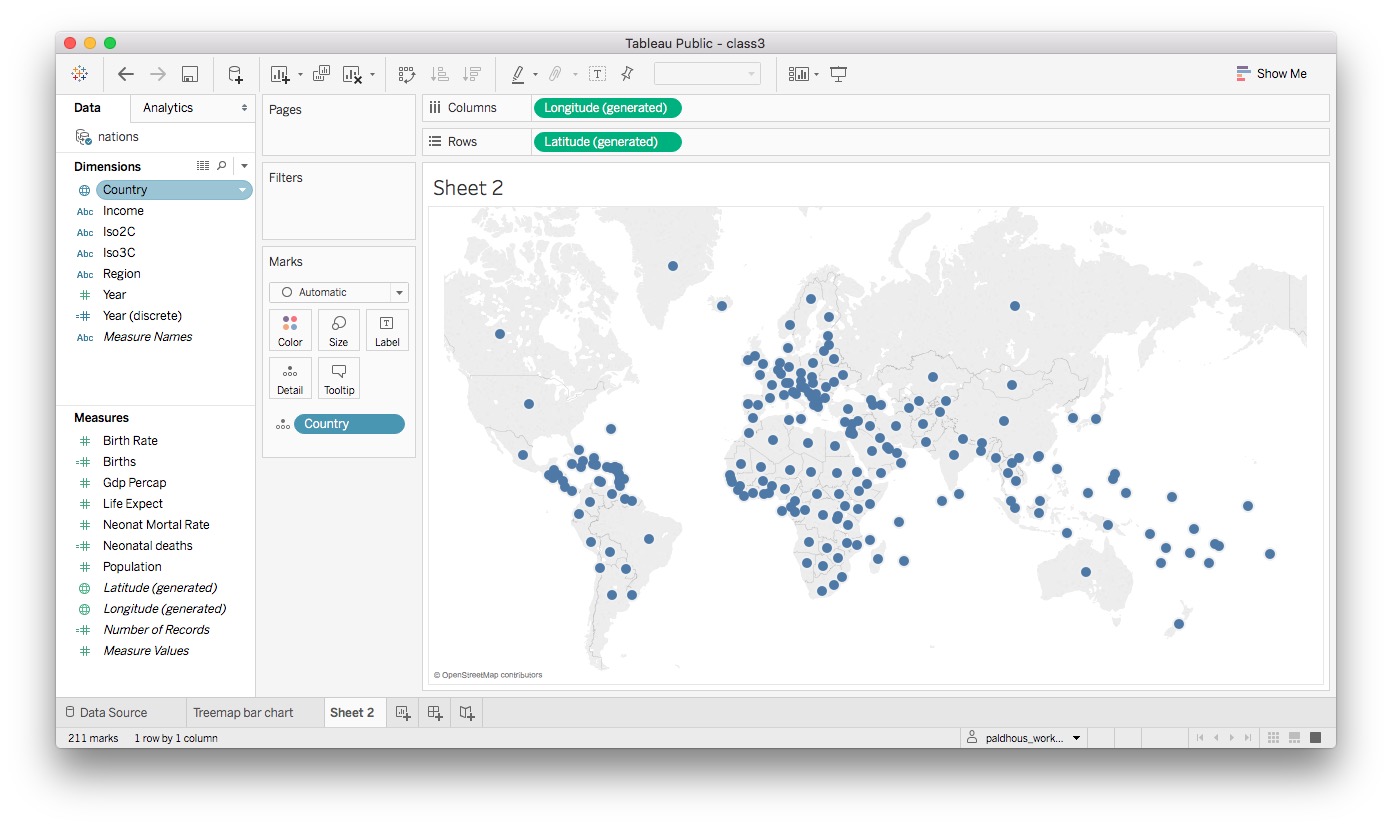 Tableau Public - class3
Show Me
Data
Analytics
nations
Dimensions
Country
Abc Income
Abc Iso2C
Abc Iso3C
Abc Region
# Year
=# Year (discrete)
Abc Measure Names
Measures
# Birth Rate
=# Births
# Gdp Percap
# Life Expect
# Neonat Mortal Rate
=# Neonatal deaths
# Population
Latitude (generated)
Longitude (generated)
=# Number of Records
# Measure Values
Pages
Filters
Marks
Automatic
Color
Size
Label
Detail
Tooltip
Country
Columns
Longitude (generated)
Rows
Latitude (generated)
Sheet 2
© OpenStreetMap contributors
Data Source
Treemap bar chart
Sheet 2
211 marks
1 row by 1 column
paldhous_work...